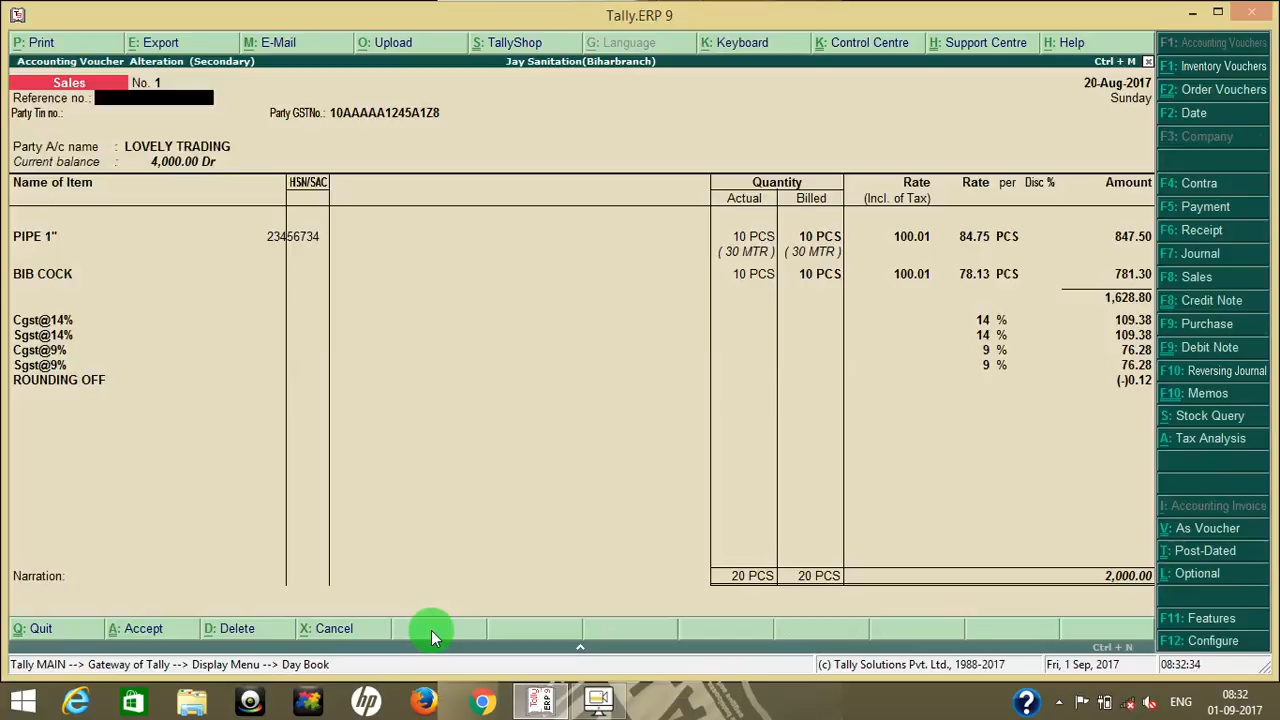 Tally.ERP 9
P: Print E: Export M: E-Mail O: Upload S: TallyShop G: Language K: Keyboard K: Control Centre H: Support Centre H: Help
Accounting Voucher Alteration (Secondary) Jay Sanitation(Biharbranch) Ctrl + M
Sales No. 1 20-Aug-2017
Reference no.: Sunday
Party Tin no.: Party GSTNo.: 10AAAAA1245A1Z8
Party A/c name : LOVELY TRADING
Current balance : 4,000.00 Dr
Name of Item HSN/SAC Quantity Rate Rate per Disc % Amount
Actual Billed (Incl. of Tax)
PIPE 1" 23456734 10 PCS 10 PCS 100.01 84.75 PCS 847.50
( 30 MTR ) ( 30 MTR )
BIB COCK 10 PCS 10 PCS 100.01 78.13 PCS 781.30
1,628.80
Cgst@14% 14 % 109.38
Sgst@14% 14 % 109.38
Cgst@9% 9 % 76.28
Sgst@9% 9 % 76.28
ROUNDING OFF (-)0.12
Narration: 20 PCS 20 PCS 2,000.00
F1: Accounting Vouchers
F1: Inventory Vouchers
F2: Order Vouchers
F2: Date
F3: Company
F4: Contra
F5: Payment
F6: Receipt
F7: Journal
F8: Sales
F8: Credit Note
F9: Purchase
F9: Debit Note
F10: Reversing Journal
F10: Memos
S: Stock Query
A: Tax Analysis
I: Accounting Invoice
V: As Voucher
T: Post-Dated
L: Optional
F11: Features
F12: Configure
Q: Quit A: Accept D: Delete X: Cancel
Ctrl + N
Tally MAIN --> Gateway of Tally --> Display Menu --> Day Book (c) Tally Solutions Pvt. Ltd., 1988-2017 Fri, 1 Sep, 2017 08:32:34
hp Tally ERP 9 ENG 08:32
01-09-2017